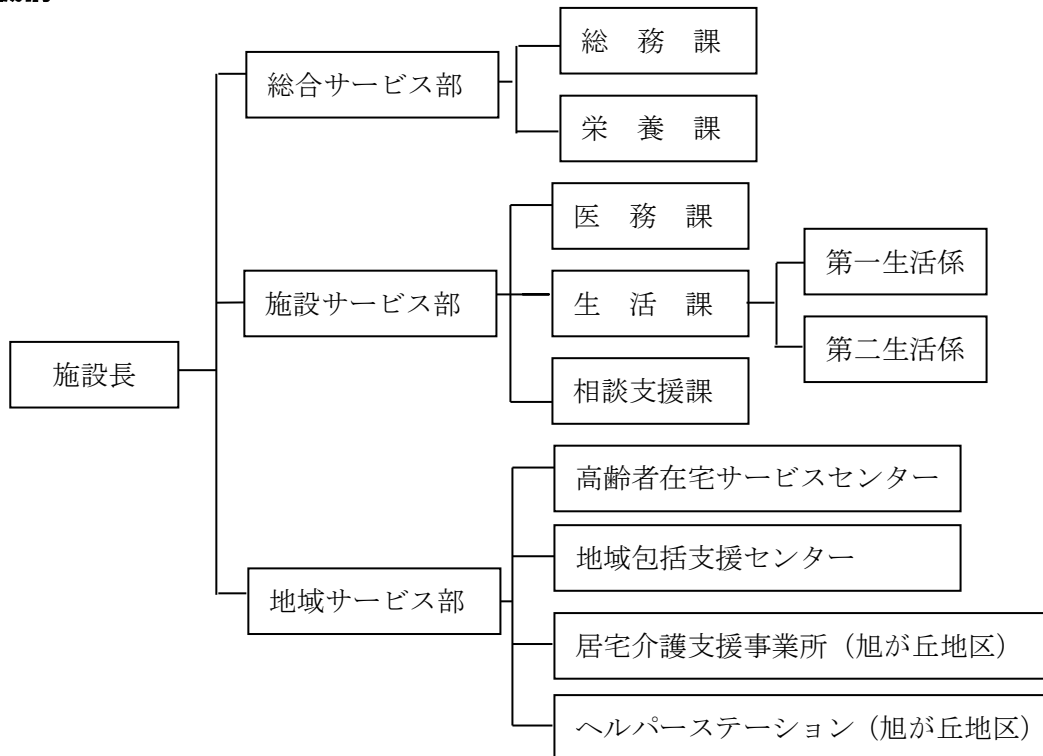 総　務　課
総合サービス部
栄　養　課
医　務　課
第一生活係
施設サービス部
生　活　課
第二生活係
施設長
相談支援課
高齢者在宅サービスセンター
地域包括支援センター
地域サービス部
居宅介護支援事業所（旭が丘地区）
ヘルパーステーション（旭が丘地区）